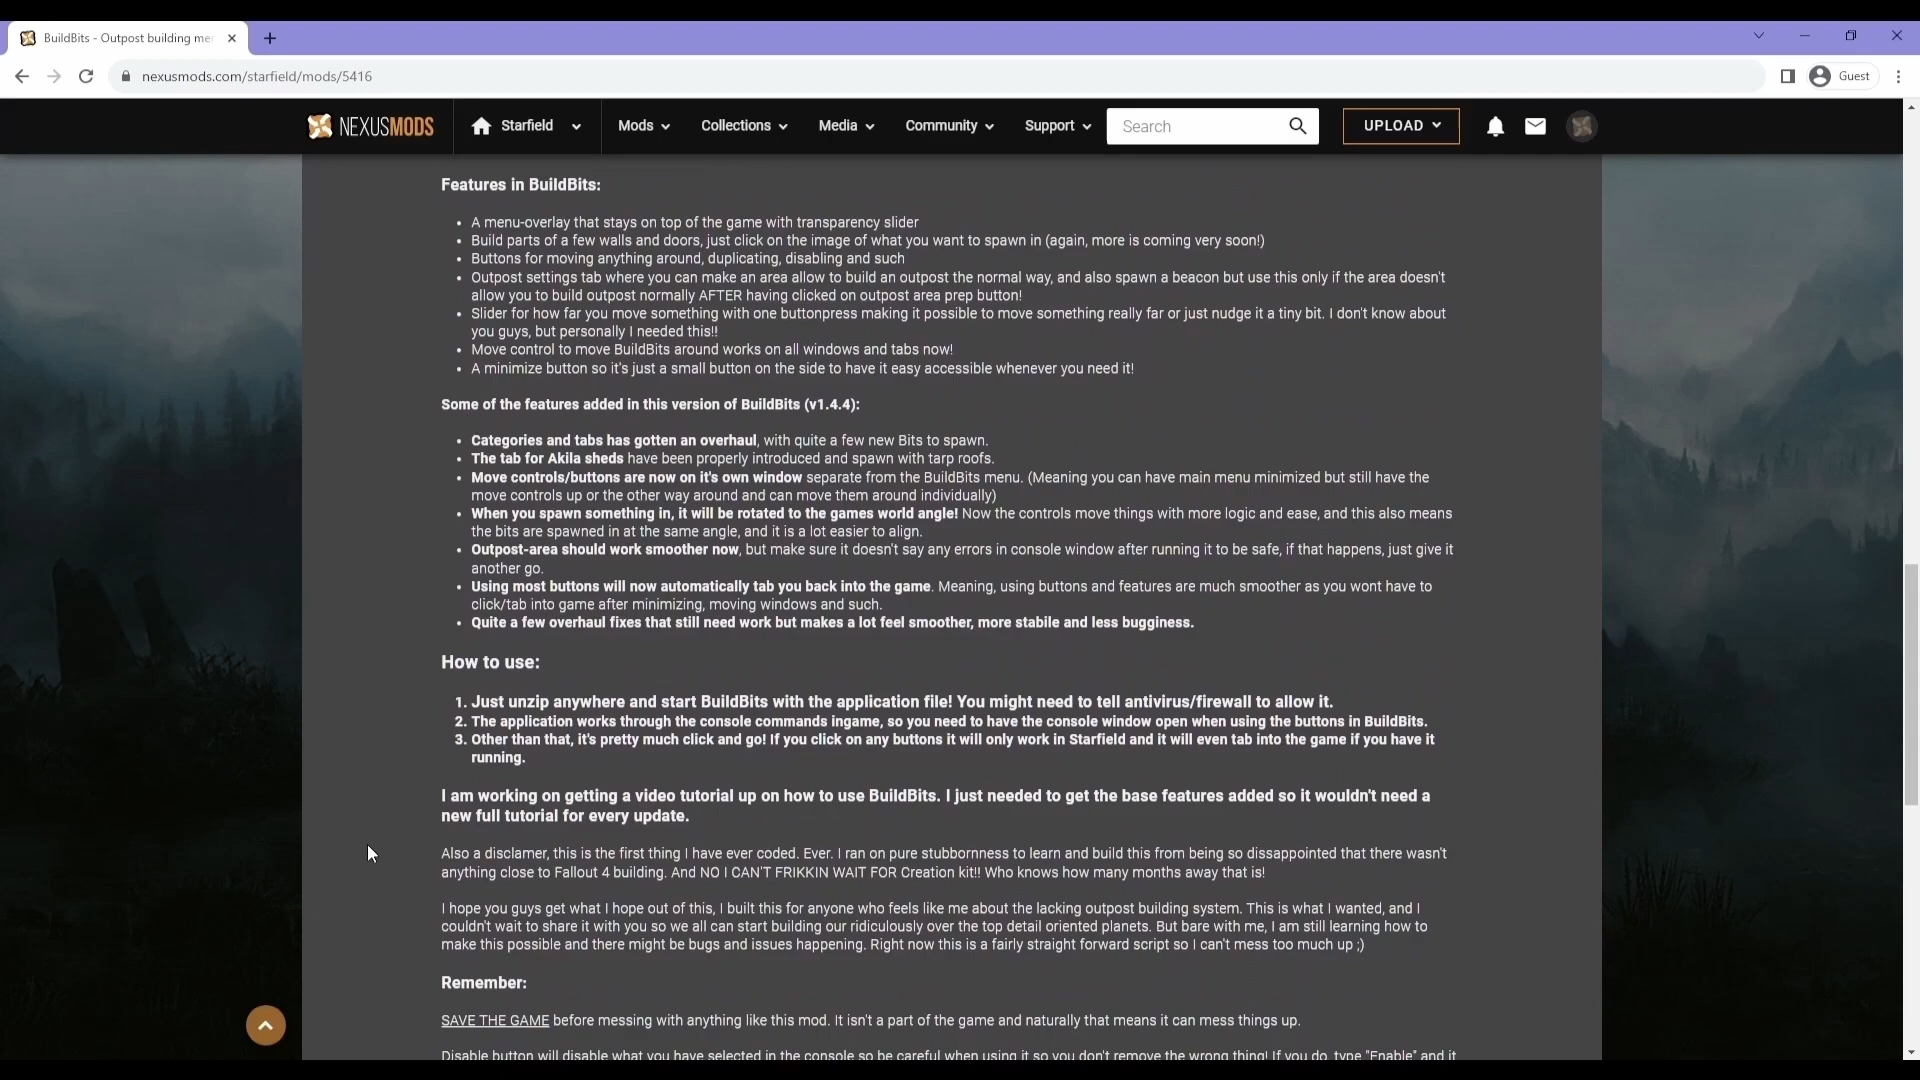 BuildBits - Outpost building mer
nexusmods.com/starfield/mods/5416
Guest
NEXUSMODS
Starfield
Mods
Collections
Media
Community
Support
Search
UPLOAD
Features in BuildBits:
• A menu-overlay that stays on top of the game with transparency slider
• Build parts of a few walls and doors, just click on the image of what you want to spawn in (again, more is coming very soon!)
• Buttons for moving anything around, duplicating, disabling and such
• Outpost settings tab where you can make an area allow to build an outpost the normal way, and also spawn a beacon but use this only if the area doesn't
allow you to build outpost normally AFTER having clicked on outpost area prep button!
• Slider for how far you move something with one buttonpress making it possible to move something really far or just nudge it a tiny bit. I don't know about
you guys, but personally I needed this!!
• Move control to move BuildBits around works on all windows and tabs now!
• A minimize button so it's just a small button on the side to have it easy accessible whenever you need it!
Some of the features added in this version of BuildBits (v1.4.4):
• Categories and tabs has gotten an overhaul, with quite a few new Bits to spawn.
• The tab for Akila sheds have been properly introduced and spawn with tarp roofs.
• Move controls/buttons are now on it's own window separate from the BuildBits menu. (Meaning you can have main menu minimized but still have the
move controls up or the other way around and can move them around individually)
• When you spawn something in, it will be rotated to the games world angle! Now the controls move things with more logic and ease, and this also means
the bits are spawned in at the same angle, and it is a lot easier to align.
• Outpost-area should work smoother now, but make sure it doesn't say any errors in console window after running it to be safe, if that happens, just give it
another go.
• Using most buttons will now automatically tab you back into the game. Meaning, using buttons and features are much smoother as you wont have to
click/tab into game after minimizing, moving windows and such.
• Quite a few overhaul fixes that still need work but makes a lot feel smoother, more stabile and less bugginess.
How to use:
1. Just unzip anywhere and start BuildBits with the application file! You might need to tell antivirus/firewall to allow it.
2. The application works through the console commands ingame, so you need to have the console window open when using the buttons in BuildBits.
3. Other than that, it's pretty much click and go! If you click on any buttons it will only work in Starfield and it will even tab into the game if you have it
running.
I am working on getting a video tutorial up on how to use BuildBits. I just needed to get the base features added so it wouldn't need a
new full tutorial for every update.
Also a disclamer, this is the first thing I have ever coded. Ever. I ran on pure stubbornness to learn and build this from being so dissappointed that there wasn't
anything close to Fallout 4 building. And NO I CAN'T FRIKKIN WAIT FOR Creation kit!! Who knows how many months away that is!
I hope you guys get what I hope out of this, I built this for anyone who feels like me about the lacking outpost building system. This is what I wanted, and I
couldn't wait to share it with you so we all can start building our ridiculously over the top detail oriented planets. But bare with me, I am still learning how to
make this possible and there might be bugs and issues happening. Right now this is a fairly straight forward script so I can't mess too much up ;)
Remember:
SAVE THE GAME before messing with anything like this mod. It isn't a part of the game and naturally that means it can mess things up.
Disable button will disable what you have selected in the console so be careful when using it so you don't remove the wrong thing! If you do, type "Enable" and it